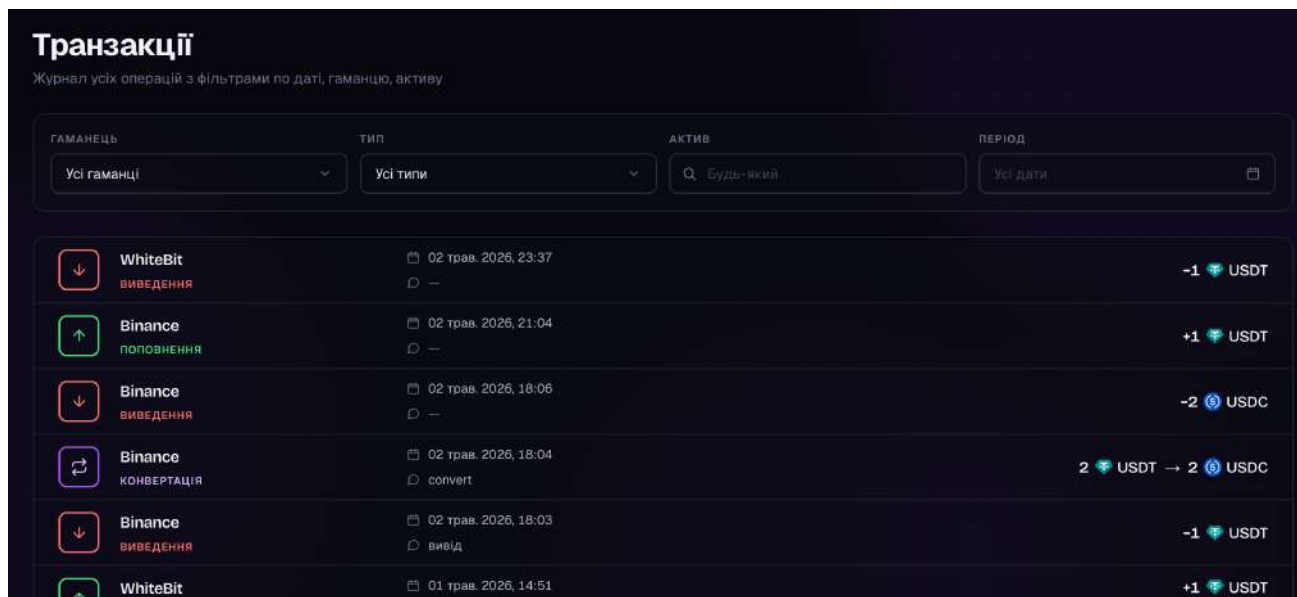 Транзакції
Журнал усіх операцій з фільтрами по даті, гаманцю, активу
ГАМАНЕЦЬ ТИП АКТИВ ПЕРІОД
Усі гаманці Усі типи Будь-який Усі дати
WhiteBit 02 трав. 2026, 23:37
ВИВЕДЕННЯ — −1 USDT
Binance 02 трав. 2026, 21:04
ПОПОВНЕННЯ — +1 USDT
Binance 02 трав. 2026, 18:06
ВИВЕДЕННЯ — −2 USDC
Binance 02 трав. 2026, 18:04
КОНВЕРТАЦІЯ convert 2 USDT → 2 USDC
Binance 02 трав. 2026, 18:03
ВИВЕДЕННЯ вивід −1 USDT
WhiteBit 01 трав. 2026, 14:51 +1 USDT